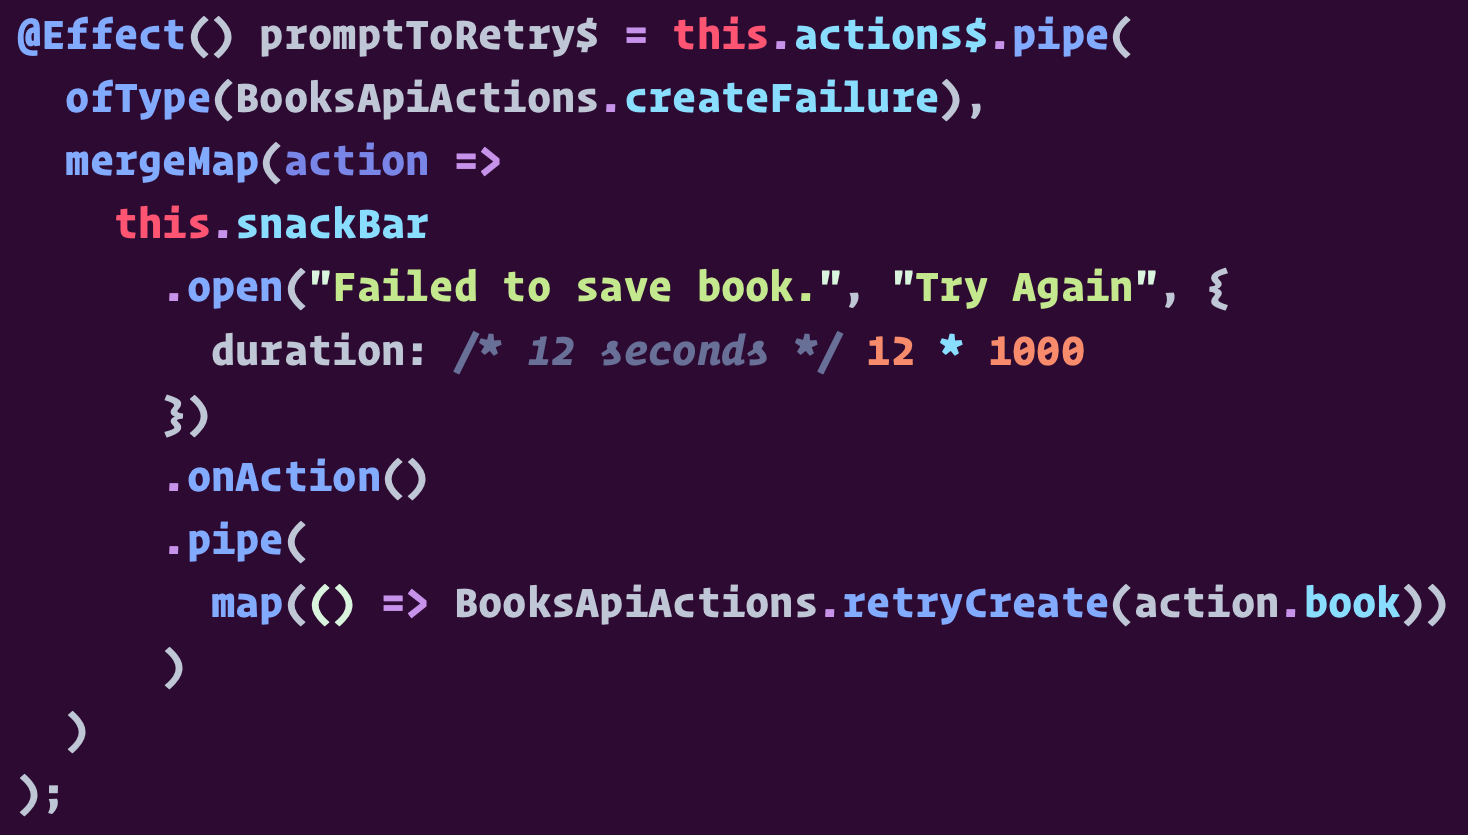 @Effect() promptToRetry$ = this.actions$.pipe(
  ofType(BooksApiActions.createFailure),
  mergeMap(action =>
    this.snackBar
      .open("Failed to save book.", "Try Again", {
        duration: /* 12 seconds */ 12 * 1000
      })
      .onAction()
      .pipe(
        map(() => BooksApiActions.retryCreate(action.book))
      )
  )
);